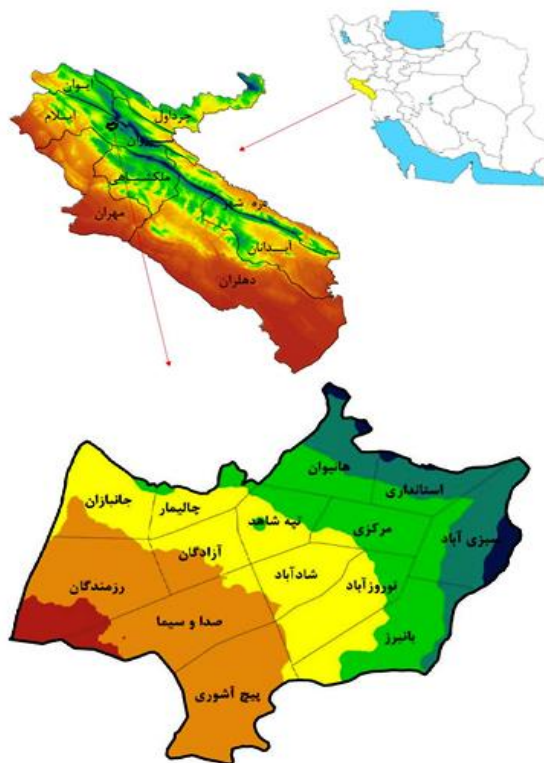 ایوان
چرداول
ایلام
ملکشاهی
مهران
دره شهر
آبدانان
دهلران
هانیوان
استانداری
جانبازان
چالیمار
تپه شاهد
مرکزی
سبزی آباد
آزادگان
شادآباد
نوروزآباد
رزمندگان
صدا و سیما
بانبرز
پیچ آشوری